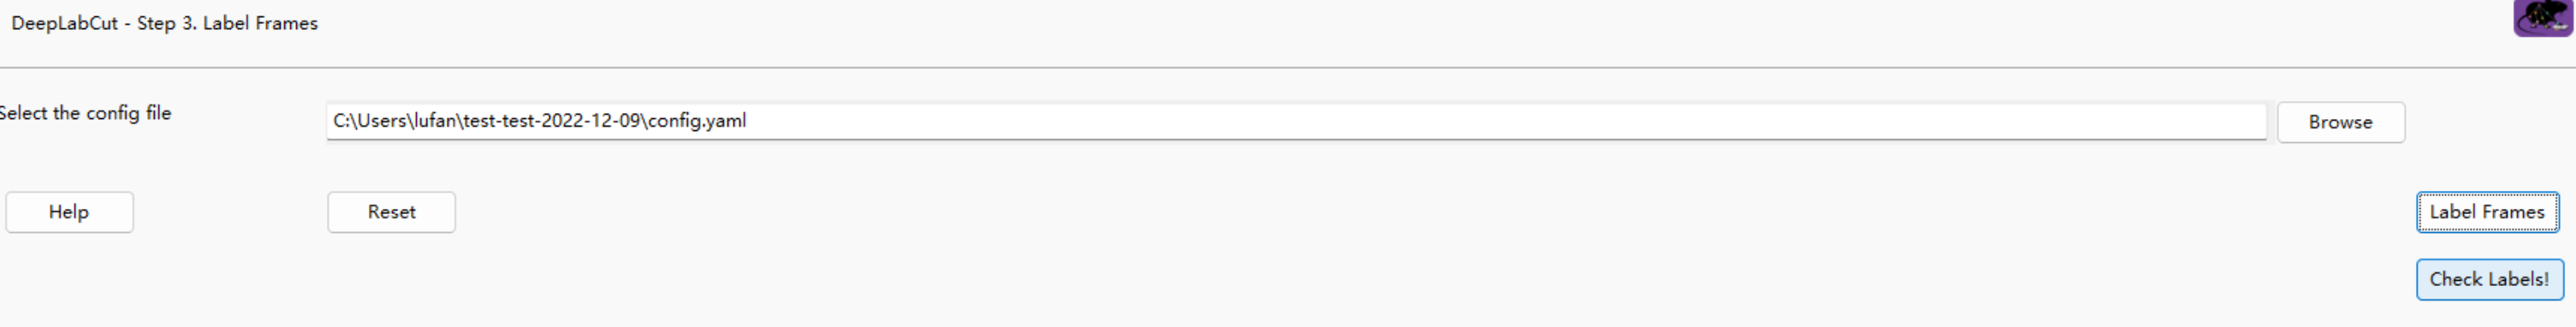 DeepLabCut - Step 3. Label Frames
Select the config file
C:\Users\lufan\test-test-2022-12-09\config.yaml
Browse
Help
Reset
Label Frames
Check Labels!